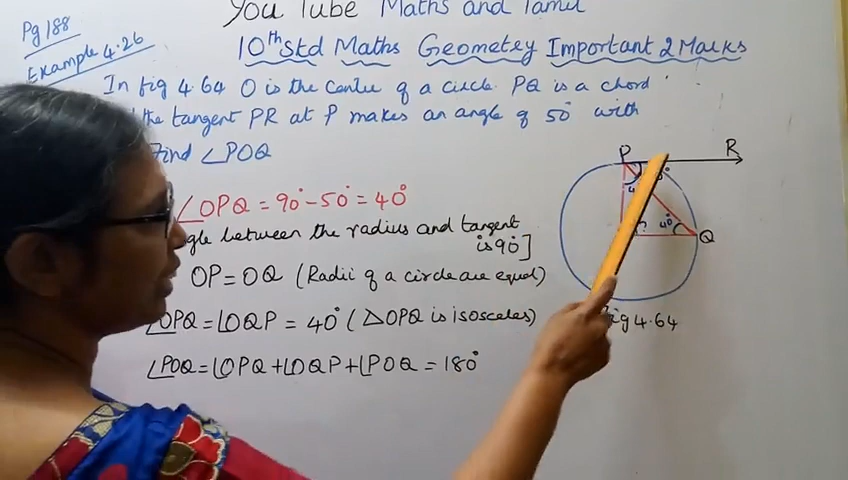 You Tube Maths and Tamil
Pg 188
Example 4.26
10th std Maths Geometry Important 2 Marks
In fig 4.64 O is the centre of a circle. PQ is a chord
the tangent PR at P makes an angle of 50° with
Find ∠POQ
P R
∠OPQ = 90° - 50° = 40°
between the radius and tangent
is 90°]
40° Q
OP = OQ (Radii of a circle are equal)
∠OPQ = ∠OQP = 40° (△OPQ is isosceles)
fig 4.64
∠POQ = ∠OPQ + ∠OQP + ∠POQ = 180°